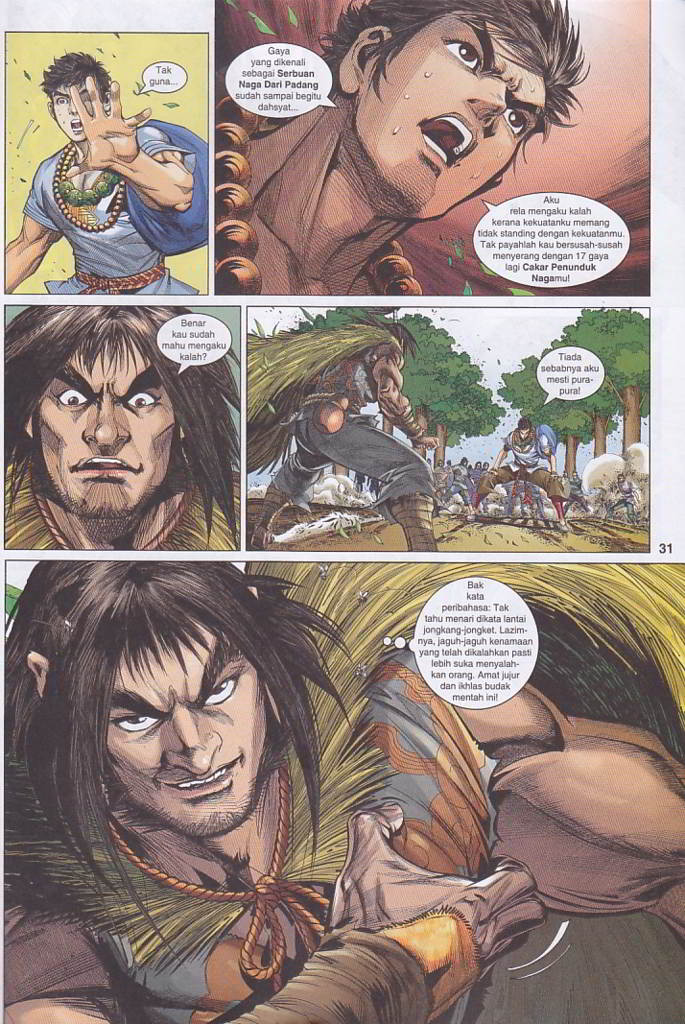 Tak
guna...
Gaya
yang dikenali
sebagai Serbuan
Naga Dari Padang
sudah sampai begitu
dahsyat...
Aku
rela mengaku kalah
kerana kekuatanku memang
tidak standing dengan kekuatanmu.
Tak payahlah kau bersusah-susah
menyerang dengan 17 gaya
lagi Cakar Penunduk
Nagamu!
Benar
kau sudah
mahu mengaku
kalah?
Tiada
sebabnya aku
mesti pura-
pura!
31
Bak
kata
peribahasa: Tak
tahu menari dikata lantai
jongkang-jongket. Lazim-
nya, jaguh-jaguh kenamaan
yang telah dikalahkan pasti
lebih suka menyalah-
kan orang. Amat jujur
dan ikhlas budak
mentah ini!